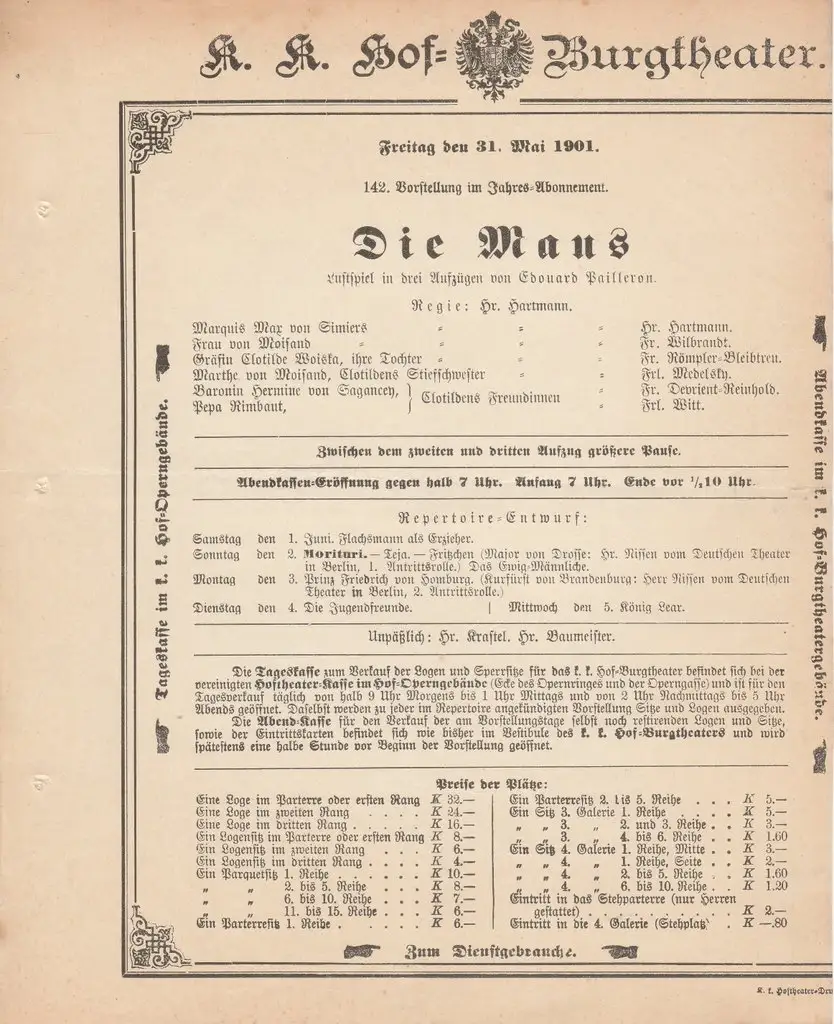 K. K. Hof-Burgtheater.
Freitag den 31. Mai 1901.
142. Vorstellung im Jahres-Abonnement.
Die Maus
Lustspiel in drei Aufzügen von Edouard Pailleron.
Regie: Hr. Hartmann.
Marquis Max von Simiers Hr. Hartmann.
Frau von Moisand Fr. Wilbrandt.
Gräfin Clotilde Woiska, ihre Tochter Fr. Römpler-Bleibtreu.
Marthe von Moisand, Clotildens Stiefschwester Frl. Medelsky.
Baronin Hermine von Sagancey, Fr. Devrient-Reinhold.
Clotildens Freundinnen
Pepa Rimbaut, Frl. Witt.
Zwischen dem zweiten und dritten Aufzug größere Pause.
Abendkassen-Eröffnung gegen halb 7 Uhr. Anfang 7 Uhr. Ende vor ½10 Uhr.
Repertoire-Entwurf:
Samstag den 1. Juni. Flachsmann als Erzieher.
Sonntag den 2. Morituri. — Teja. — Fritzchen (Major von Drosse: Hr. Nissen vom Deutschen Theater
in Berlin, 1. Antrittsrolle.) Das Ewig-Männliche.
Montag den 3. Prinz Friedrich von Homburg. (Kurfürst von Brandenburg: Herr Nissen vom Deutschen
Theater in Berlin, 2. Antrittsrolle.)
Dienstag den 4. Die Jugendfreunde. | Mittwoch den 5. König Lear.
Unpäßlich: Hr. Krastel. Hr. Baumeister.
Die Tageskasse zum Verkauf der Logen und Sperrsitze für das k. k. Hof-Burgtheater befindet sich bei der
vereinigten Hoftheater-Kasse im Hof-Operngebäude (Ecke des Opernringes und der Operngasse) und ist für den
Tagesverkauf täglich von halb 9 Uhr Morgens bis 1 Uhr Mittags und von 2 Uhr Nachmittags bis 5 Uhr
Abends geöffnet. Daselbst werden zu jeder im Repertoire angekündigten Vorstellung Sitze und Logen ausgegeben.
Die Abend-Kasse für den Verkauf der am Vorstellungstage selbst noch restirenden Logen und Sitze,
sowie der Eintrittskarten befindet sich wie bisher im Vestibule des k. k. Hof-Burgtheaters und wird
spätestens eine halbe Stunde vor Beginn der Vorstellung geöffnet.
Preise der Plätze:
Eine Loge im Parterre oder ersten Rang K 32.—
Eine Loge im zweiten Rang . . . . K 24.—
Eine Loge im dritten Rang . . . . K 16.—
Ein Logensitz im Parterre oder ersten Rang K 8.—
Ein Logensitz im zweiten Rang . . . K 6.—
Ein Logensitz im dritten Rang . . . . K 4.—
Ein Parquetsitz 1. Reihe . . . . . . K 10.—
„ „ 2. bis 5. Reihe . . . K 8.—
„ „ 6. bis 10. Reihe . . . K 7.—
„ „ 11. bis 15. Reihe . . . K 6.—
Ein Parterresitz 1. Reihe . . . . . K 6.—
Ein Parterresitz 2. bis 5. Reihe . . . K 5.—
Ein Sitz 3. Galerie 1. Reihe . . . . K 5.—
„ „ 3. „ 2. und 3. Reihe . . K 3.—
„ „ 3. „ 4. bis 6. Reihe . . K 1.60
Ein Sitz 4. Galerie 1. Reihe, Mitte . . K 3.—
„ „ 4. „ 1. Reihe, Seite . . K 2.—
„ „ 4. „ 2. bis 5. Reihe . . K 1.60
„ „ 4. „ 6. bis 10. Reihe . . K 1.20
Eintritt in das Stehparterre (nur Herren
gestattet) . . . . . . . . . . K 2.—
Eintritt in die 4. Galerie (Stehplatz) . K —.80
Zum Dienstgebrauche.
Tageskasse im k. k. Hof-Operngebäude.
Abendkasse im k. k. Hof-Burgtheatergebäude.
K. k. Hoftheater-Dru